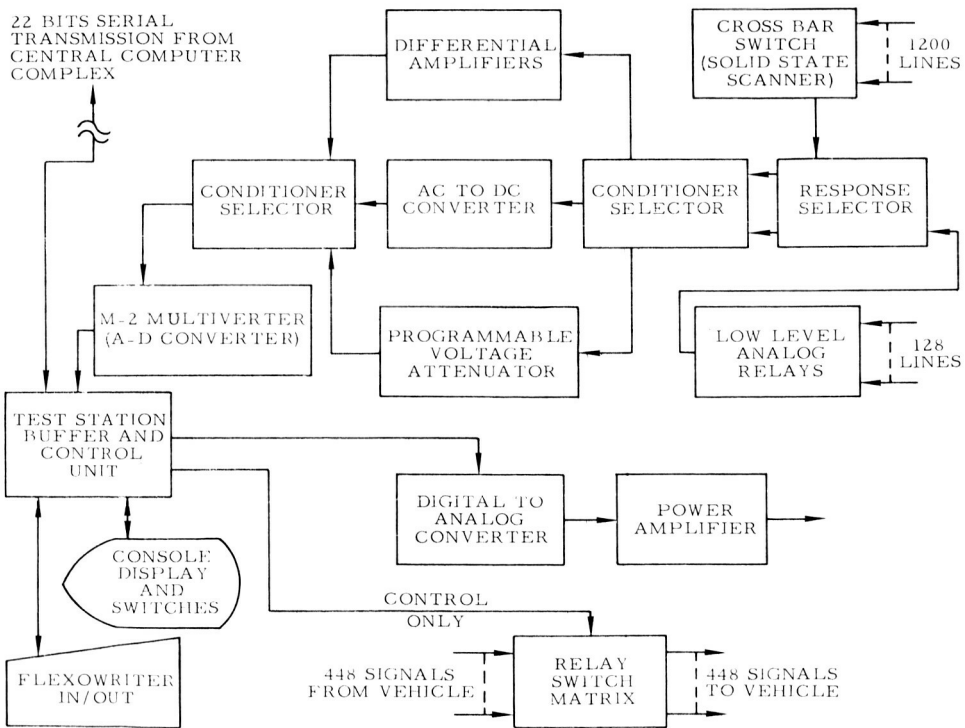 22 BITS SERIAL
TRANSMISSION FROM
CENTRAL COMPUTER
COMPLEX
DIFFERENTIAL
AMPLIFIERS
CROSS BAR
SWITCH
(SOLID STATE
SCANNER)
1200
LINES
CONDITIONER
SELECTOR
AC TO DC
CONVERTER
CONDITIONER
SELECTOR
RESPONSE
SELECTOR
M-2 MULTIVERTER
(A-D CONVERTER)
PROGRAMMABLE
VOLTAGE
ATTENUATOR
LOW LEVEL
ANALOG
RELAYS
128
LINES
TEST STATION
BUFFER AND
CONTROL
UNIT
DIGITAL TO
ANALOG
CONVERTER
POWER
AMPLIFIER
CONSOLE
DISPLAY
AND
SWITCHES
CONTROL
ONLY
FLEXOWRITER
IN/OUT
448 SIGNALS
FROM VEHICLE
RELAY
SWITCH
MATRIX
448 SIGNALS
TO VEHICLE